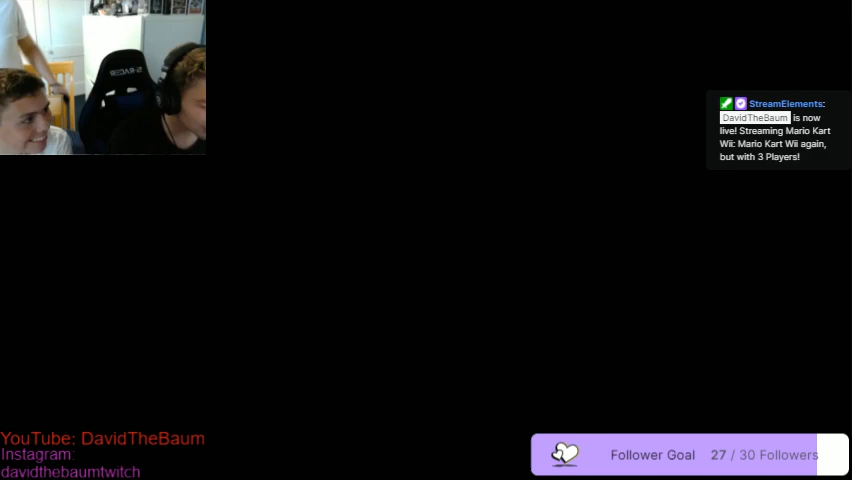 StreamElements:
DavidTheBaum is now
live! Streaming Mario Kart
Wii: Mario Kart Wii again,
but with 3 Players!
YouTube: DavidTheBaum
Instagram:
davidthebaumtwitch
Follower Goal 27 / 30 Followers